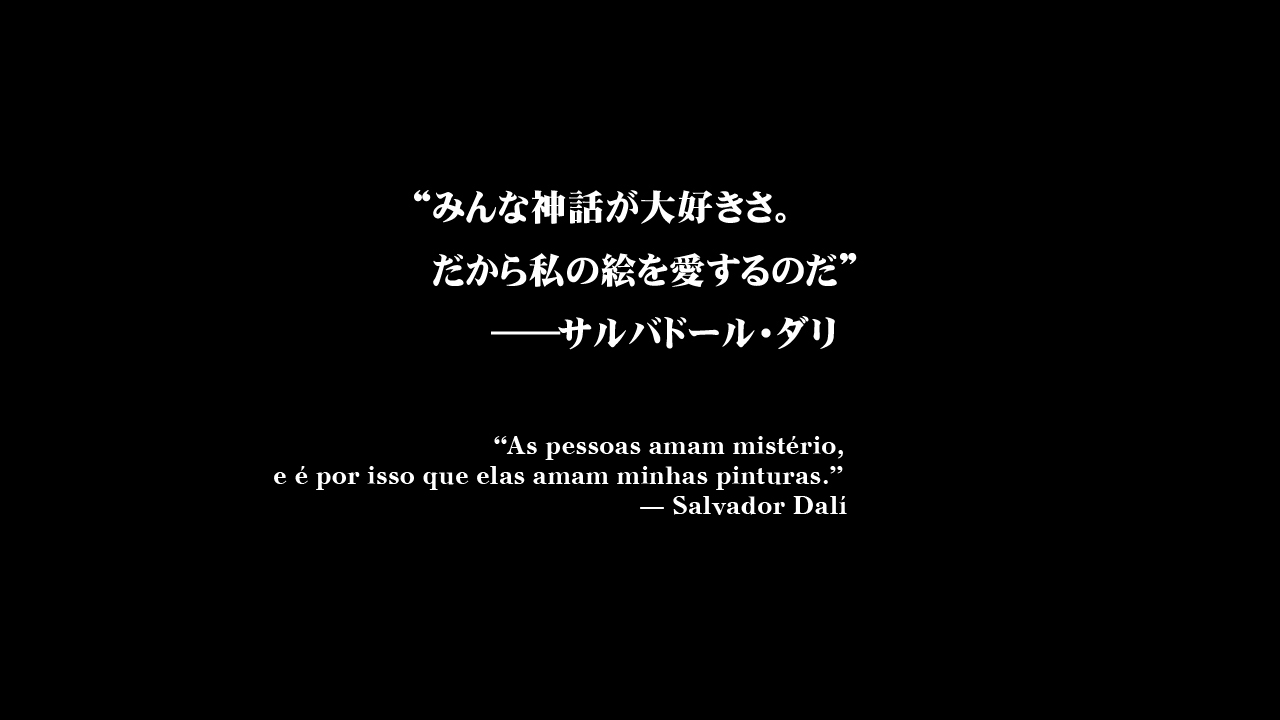 “みんな神話が大好きさ。
だから私の絵を愛するのだ”
——サルバドール・ダリ
“As pessoas amam mistério,
e é por isso que elas amam minhas pinturas.”
— Salvador Dalí